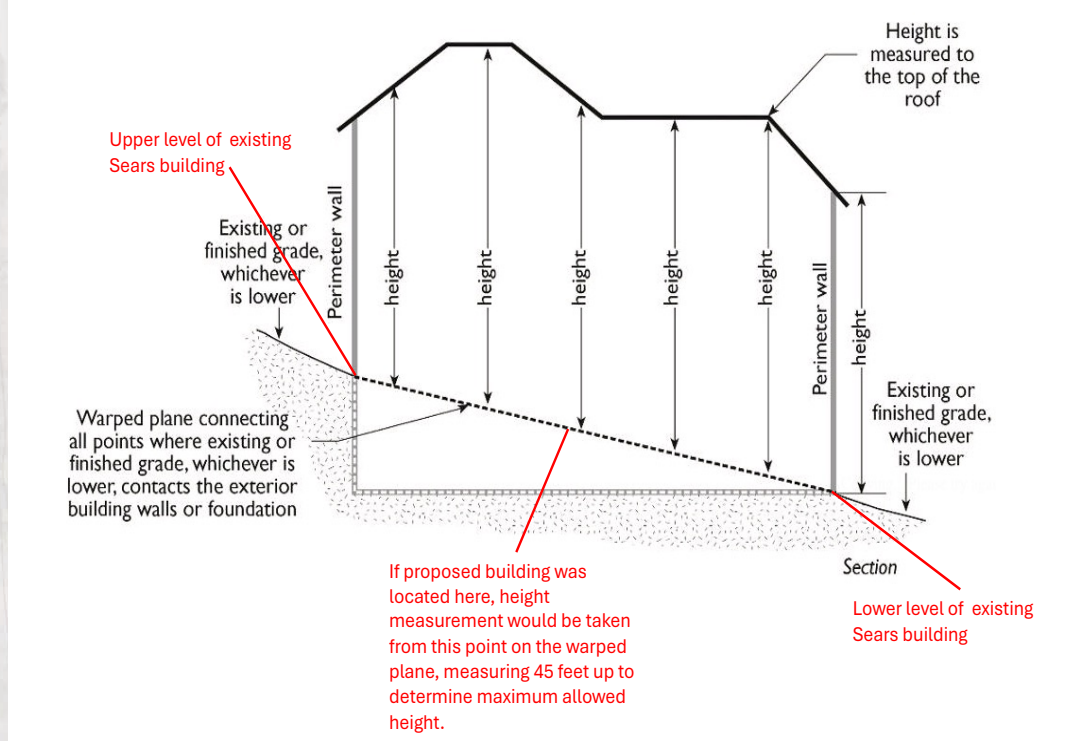 Height is
measured to
the top of the
roof
Upper level of existing
Sears building
Existing or
finished grade,
whichever
is lower
Perimeter wall
height
height
height
height
height
Perimeter wall
height
Existing or
finished grade,
whichever
is lower
Warped plane connecting
all points where existing or
finished grade, whichever is
lower, contacts the exterior
building walls or foundation
Section
If proposed building was
located here, height
measurement would be taken
from this point on the warped
plane, measuring 45 feet up to
determine maximum allowed
height.
Lower level of existing
Sears building